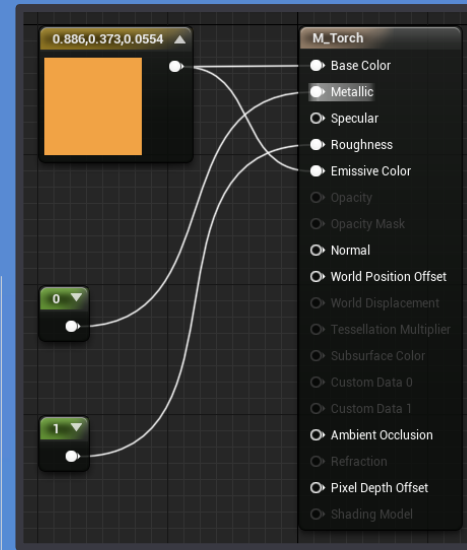 0.886,0.373,0.0554
M_Torch
Base Color
Metallic
Specular
Roughness
Emissive Color
Opacity
Opacity Mask
Normal
World Position Offset
World Displacement
Tessellation Multiplier
Subsurface Color
Custom Data 0
Custom Data 1
Ambient Occlusion
Refraction
Pixel Depth Offset
Shading Model
0
1